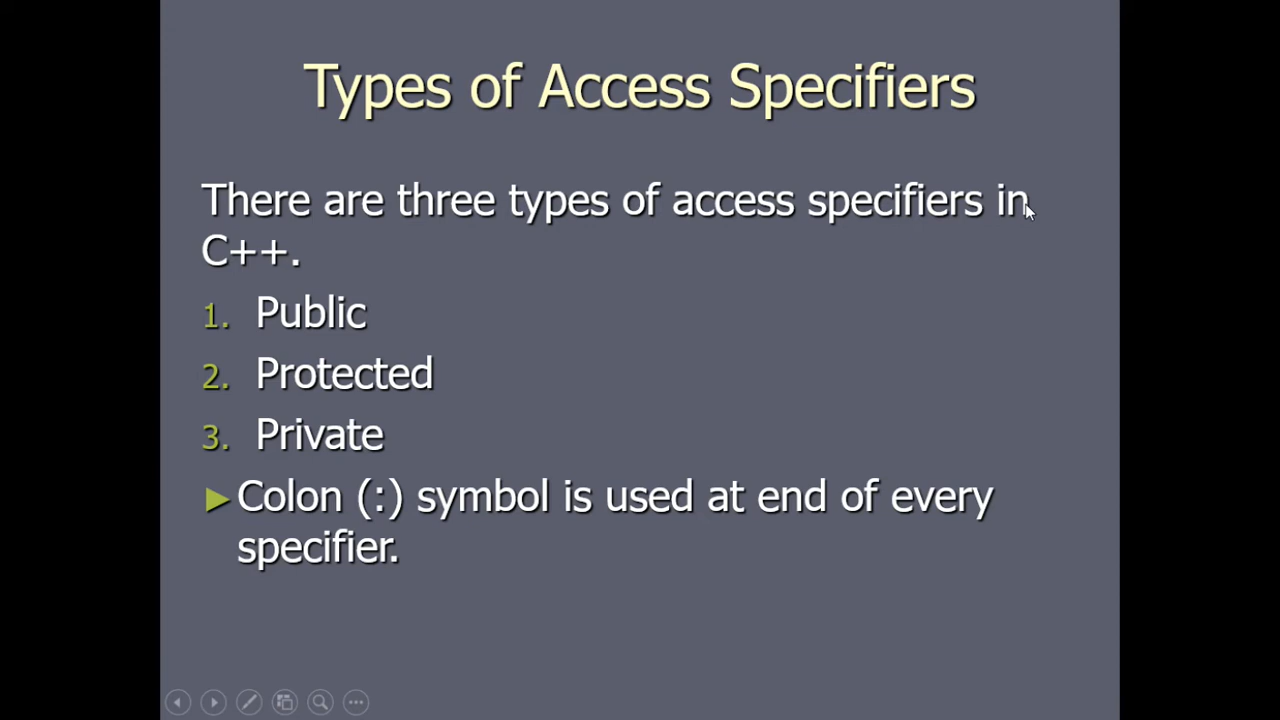 Types of Access Specifiers
There are three types of access specifiers in
C++.
1. Public
2. Protected
3. Private
►Colon (:) symbol is used at end of every
specifier.